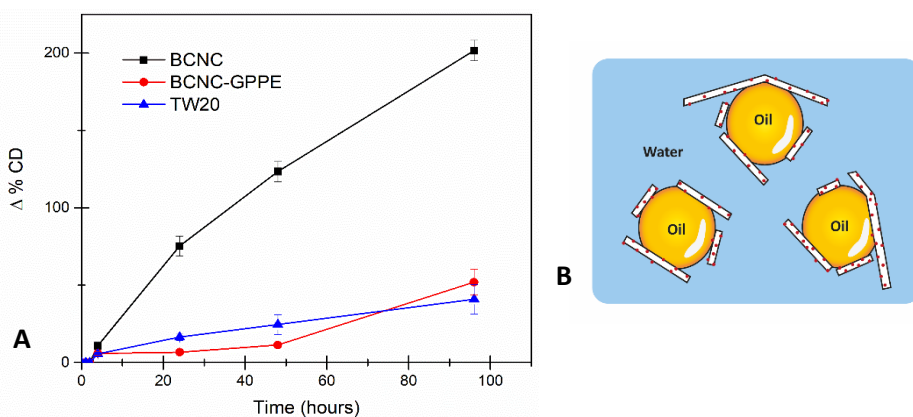 200
100
0
Δ % CD
BCNC
BCNC-GPPE
TW20
A
0 20 40 60 80 100
Time (hours)
Oil
Water
Oil
Oil
B